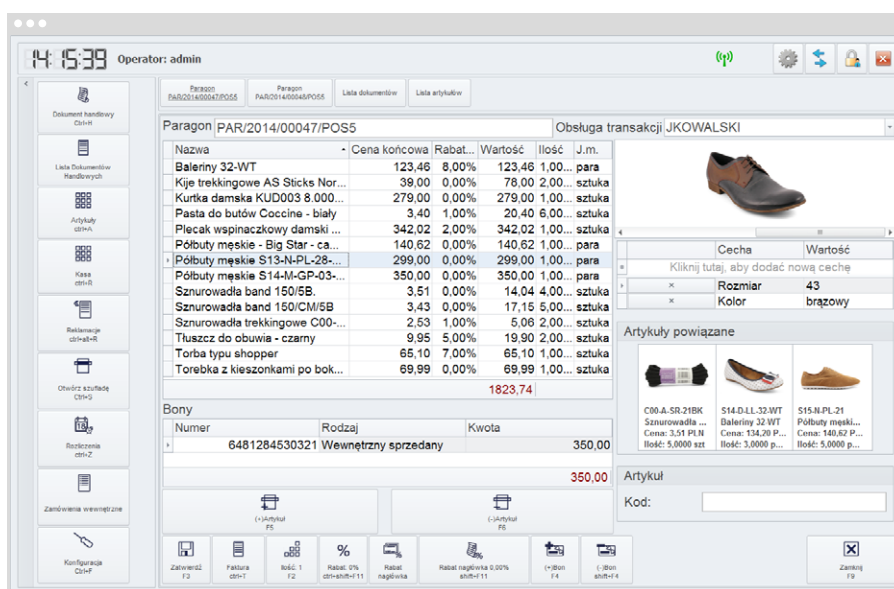 14:15:39 Operator: admin
Dokument handlowy
Ctrl+H
Lista Dokumentów
Handlowych
Artykuły
ctrl+A
Kasa
ctrl+R
Reklamacje
ctrl+alt+R
Otwórz szufladę
Ctrl+S
Rozliczenia
ctrl+Z
Zamówienia wewnętrzne
Konfiguracja
Ctrl+F
Paragon
PAR/2014/00047/POS5
Paragon
PAR/2014/00048/POS5
Lista dokumentów
Lista artykułów
Paragon PAR/2014/00047/POS5 Obsługa transakcji JKOWALSKI
Nazwa Cena końcowa Rabat... Wartość Ilość J.m.
Baleriny 32-WT 123,46 8,00% 123,46 1,00... para
Kije trekkingowe AS Sticks Nor... 39,00 0,00% 78,00 2,00... sztuka
Kurtka damska KUD003 8.000... 279,00 0,00% 279,00 1,00... sztuka
Pasta do butów Coccine - biały 3,40 1,00% 20,40 6,00... sztuka
Plecak wspinaczkowy damski ... 342,02 2,00% 342,02 1,00... sztuka
Półbuty męskie - Big Star - ca... 140,62 0,00% 140,62 1,00... para
Półbuty męskie S13-N-PL-28-... 299,00 0,00% 299,00 1,00... para
Półbuty męskie S14-M-GP-03-... 350,00 0,00% 350,00 1,00... para
Sznurowadła band 150/5B. 3,51 0,00% 14,04 4,00... sztuka
Sznurowadła band 150/CM/5B 3,43 0,00% 17,15 5,00... sztuka
Sznurowadła trekkingowe C00-... 2,53 1,00% 5,06 2,00... sztuka
Tłuszcz do obuwia - czarny 9,95 5,00% 19,90 2,00... sztuka
Torba typu shopper 65,10 7,00% 65,10 1,00... sztuka
Torebka z kieszonkami po bok... 69,99 0,00% 69,99 1,00... sztuka
1823,74
Bony
Numer Rodzaj Kwota
6481284530321 Wewnętrzny sprzedany 350,00
350,00
(+)Artykuł
F5
(-)Artykuł
F6
Zatwierdź
F3
Faktura
ctrl+T
Ilość: 1
F2
Rabat: 0%
ctrl+shift+F11
Rabat
nagłówka
Rabat nagłówka 0,00%
shift+F11
(+)Bon
F4
(-)Bon
shift+F4
Cecha Wartość
Kliknij tutaj, aby dodać nową cechę
Rozmiar 43
Kolor brązowy
Artykuły powiązane
C00-A-SR-21BK
Sznurowadła ...
Cena: 3,51 PLN
Ilość: 5,0000 szt
S14-D-LL-32-WT
Baleriny 32-WT
Cena: 134,20 P...
Ilość: 3,0000 p...
S15-N-PL-21
Półbuty męski...
Cena: 140,62 P...
Ilość: 5,0000 p...
Artykuł
Kod:
Zamknij
F9